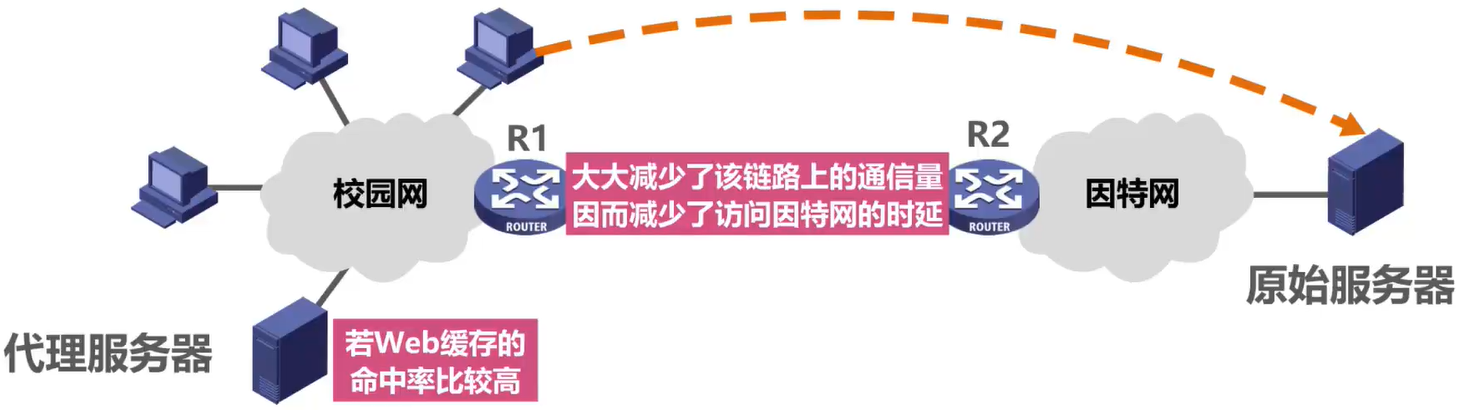 R1
R2
校园网
ROUTER
大大减少了该链路上的通信量
因而减少了访问因特网的时延
ROUTER
因特网
原始服务器
代理服务器
若Web缓存的
命中率比较高